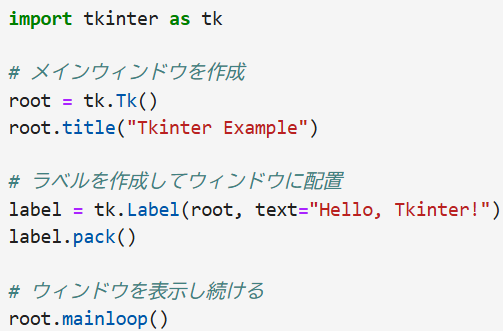 import tkinter as tk
# メインウィンドウを作成
root = tk.Tk()
root.title("Tkinter Example")
# ラベルを作成してウィンドウに配置
label = tk.Label(root, text="Hello, Tkinter!")
label.pack()
# ウィンドウを表示し続ける
root.mainloop()